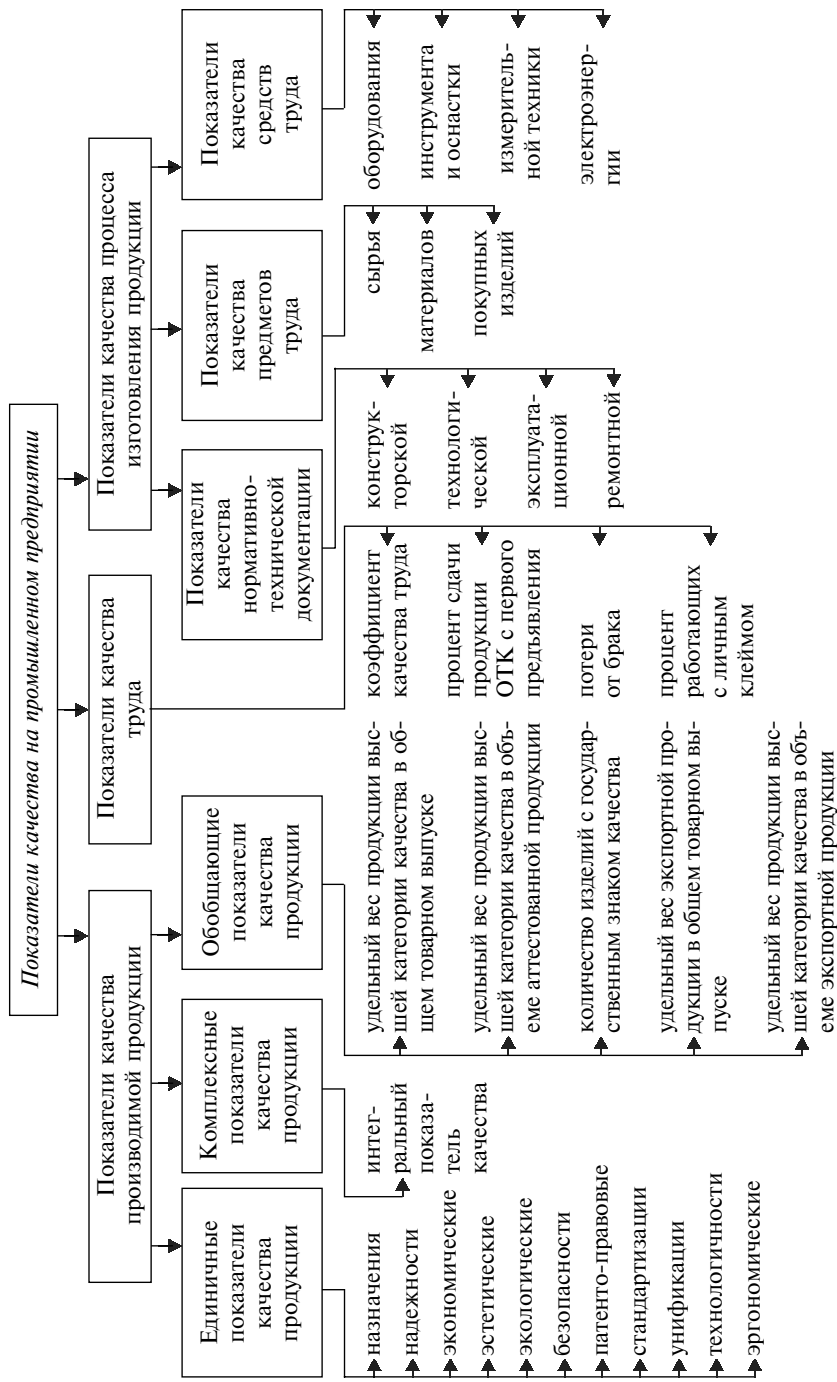 Показатели качества на промышленном предприятии
Показатели качества
производимой продукции
Показатели качества
труда
Показатели качества процесса
изготовления продукции
Единичные
показатели
качества
продукции
Комплексные
показатели
качества
продукции
Обобщающие
показатели
качества
продукции
Показатели
качества
нормативно-
технической
документации
Показатели
качества
предметов
труда
Показатели
качества
средств
труда
назначения
надежности
экономические
эстетические
экологические
безопасности
патенто-правовые
стандартизации
унификации
технологичности
эргономические
интег-
ральный
показа-
тель
качества
удельный вес продукции выс-
шей категории качества в об-
щем товарном выпуске
удельный вес продукции выс-
шей категории качества в объ-
еме аттестованной продукции
количество изделий с государ-
ственным знаком качества
удельный вес экспортной про-
дукции в общем товарном вы-
пуске
удельный вес продукции выс-
шей категории качества в объ-
еме экспортной продукции
коэффициент
качества труда
процент сдачи
продукции
ОТК с первого
предъявления
потери
от брака
процент
работающих
с личным
клеймом
конструк-
торской
технологи-
ческой
эксплуата-
ционной
ремонтной
сырья
материалов
покупных
изделий
оборудования
инструмента
и оснастки
измеритель-
ной техники
электроэнер-
гии